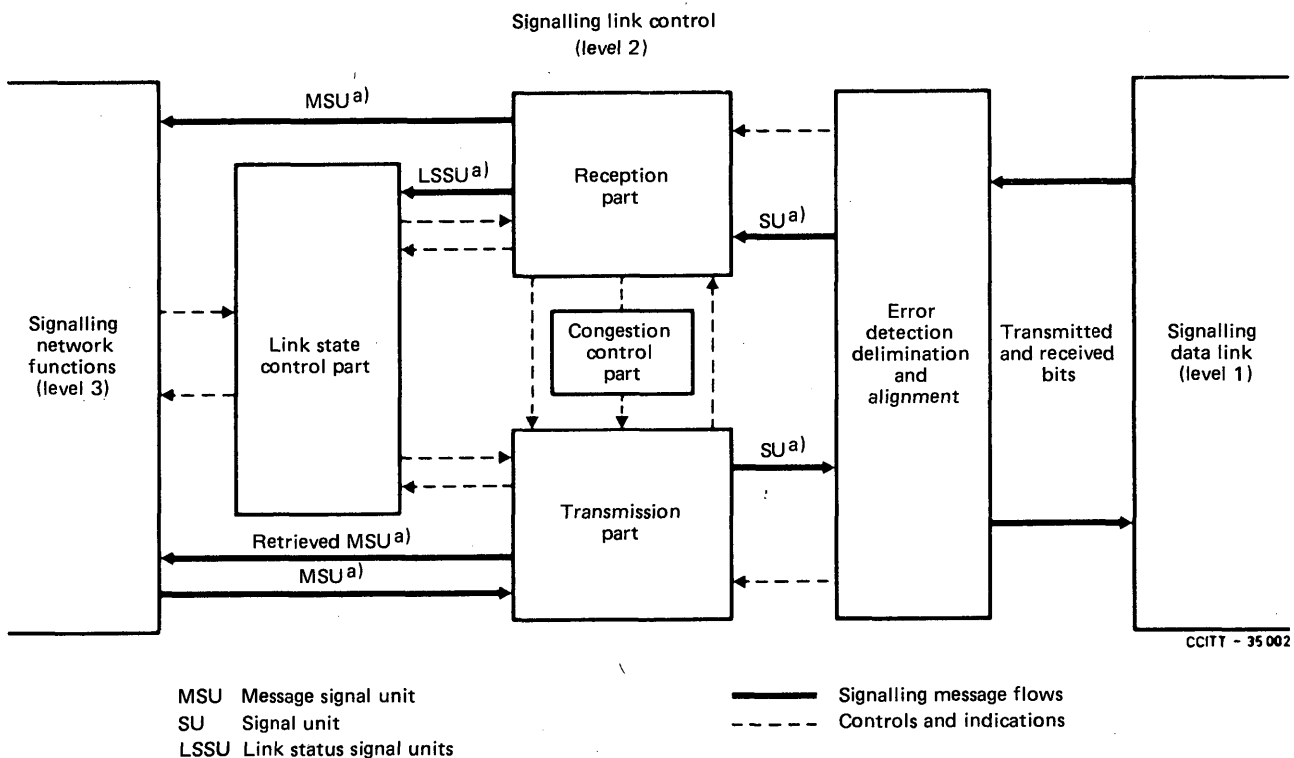 Signalling link control
(level 2)
MSU a)
LSSU a)
Reception
part
SU a)
Signalling
network
functions
(level 3)
Link state
control part
Congestion
control
part
Error
detection
delimination
and
alignment
Transmitted
and received
bits
Signalling
data link
(level 1)
SU a)
Transmission
part
Retrieved MSU a)
MSU a)
CCITT - 35 002
MSU Message signal unit
SU Signal unit
LSSU Link status signal units
Signalling message flows
Controls and indications